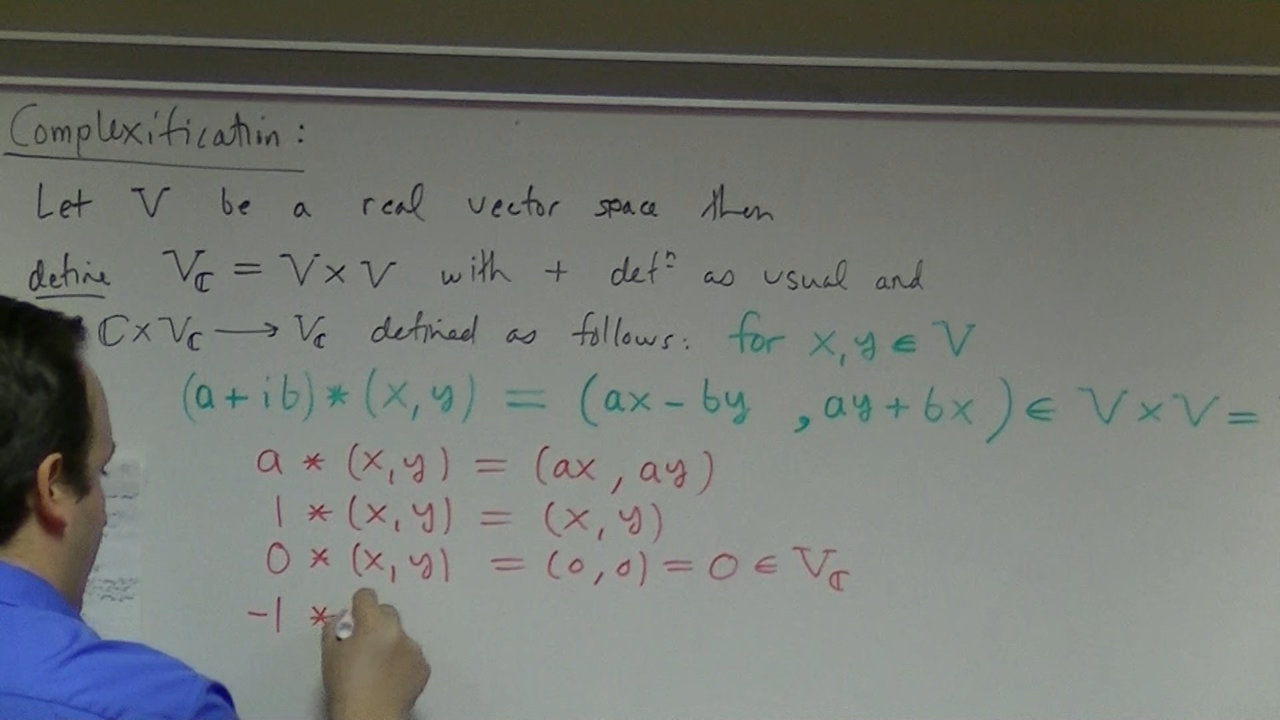 Complexification:
Let V be a real vector space then
define V_ℂ = V × V with + defⁿ as usual and
ℂ × V_ℂ ⟶ V_ℂ defined as follows: for x, y ∈ V
(a + ib) * (x, y) = (ax - by , ay + bx) ∈ V × V =
a * (x, y) = (ax, ay)
1 * (x, y) = (x, y)
0 * (x, y) = (0, 0) = 0 ∈ V_ℂ
-1 *